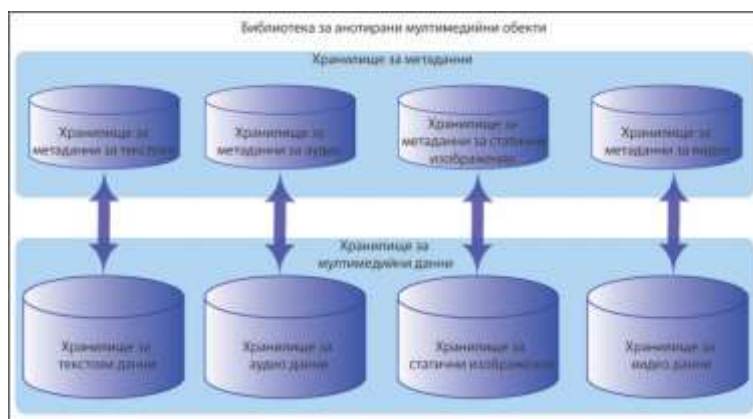 Библиотека за анотирани мултимедийни обекти
Хранилище за метаданни
Хранилище за
метаданни за текстове
Хранилище за
метаданни за аудио
Хранилище за
метаданни за статични
изображения
Хранилище за
метаданни за видео
Хранилище за
мултимедийни данни
Хранилище за
текстови данни
Хранилище за
аудио данни
Хранилище за
статични изображения
Хранилище за
видео данни